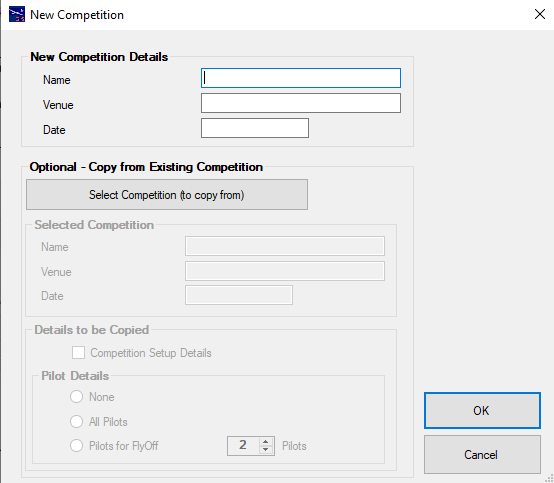 New Competition
New Competition Details
Name
Venue
Date
Optional - Copy from Existing Competition
Select Competition (to copy from)
Selected Competition
Name
Venue
Date
Details to be Copied
Competition Setup Details
Pilot Details
None
All Pilots
Pilots for FlyOff 2 Pilots
OK
Cancel